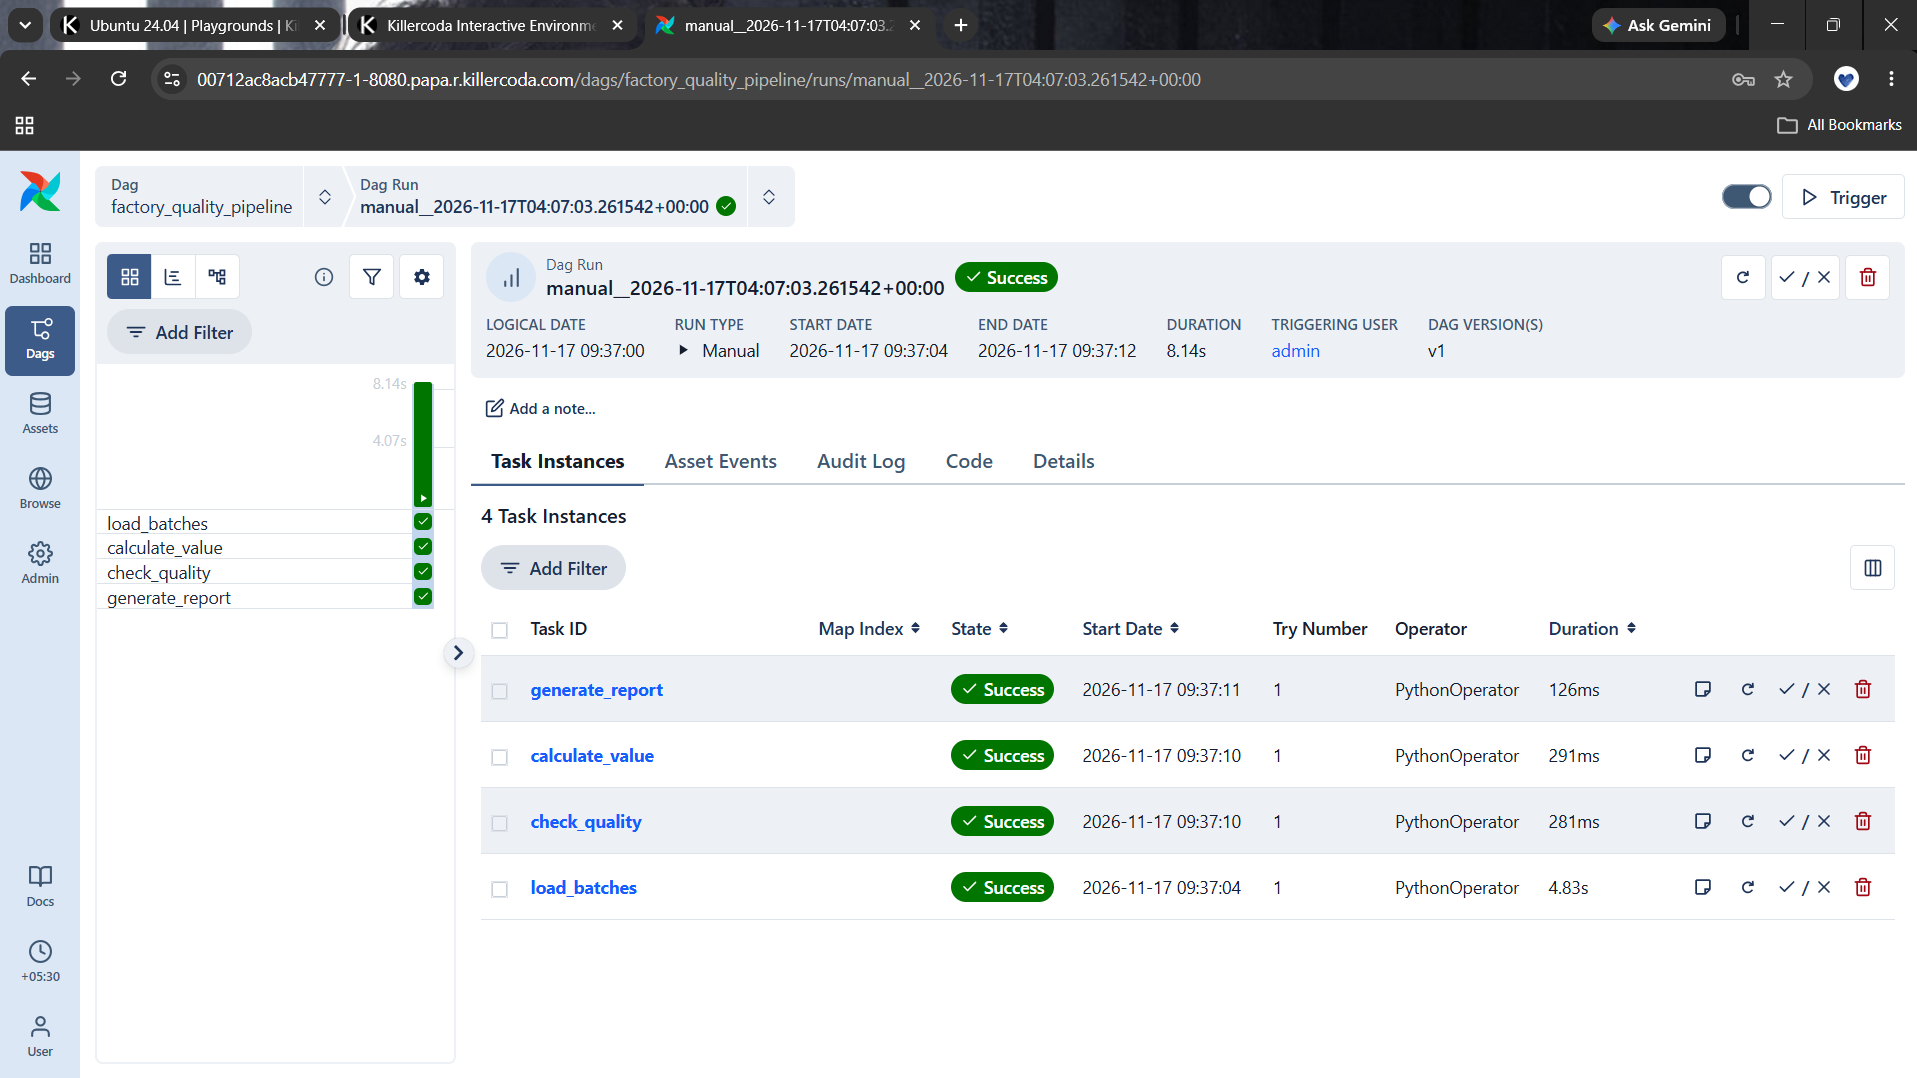 Ubuntu 24.04 | Playgrounds | Ki
Killercoda Interactive Environme
manual__2026-11-17T04:07:03.2
Ask Gemini
00712ac8acb47777-1-8080.papa.r.killercoda.com/dags/factory_quality_pipeline/runs/manual__2026-11-17T04:07:03.261542+00:00
All Bookmarks
Dag
factory_quality_pipeline
Dag Run
manual__2026-11-17T04:07:03.261542+00:00
Trigger
Dashboard
Dags
Assets
Browse
Admin
Docs
+05:30
User
Add Filter
8.14s
4.07s
load_batches
calculate_value
check_quality
generate_report
Dag Run
manual__2026-11-17T04:07:03.261542+00:00
Success
LOGICAL DATE RUN TYPE START DATE END DATE DURATION TRIGGERING USER DAG VERSION(S)
2026-11-17 09:37:00 Manual 2026-11-17 09:37:04 2026-11-17 09:37:12 8.14s admin v1
Add a note...
Task Instances Asset Events Audit Log Code Details
4 Task Instances
Add Filter
Task ID Map Index State Start Date Try Number Operator Duration
generate_report Success 2026-11-17 09:37:11 1 PythonOperator 126ms
calculate_value Success 2026-11-17 09:37:10 1 PythonOperator 291ms
check_quality Success 2026-11-17 09:37:10 1 PythonOperator 281ms
load_batches Success 2026-11-17 09:37:04 1 PythonOperator 4.83s